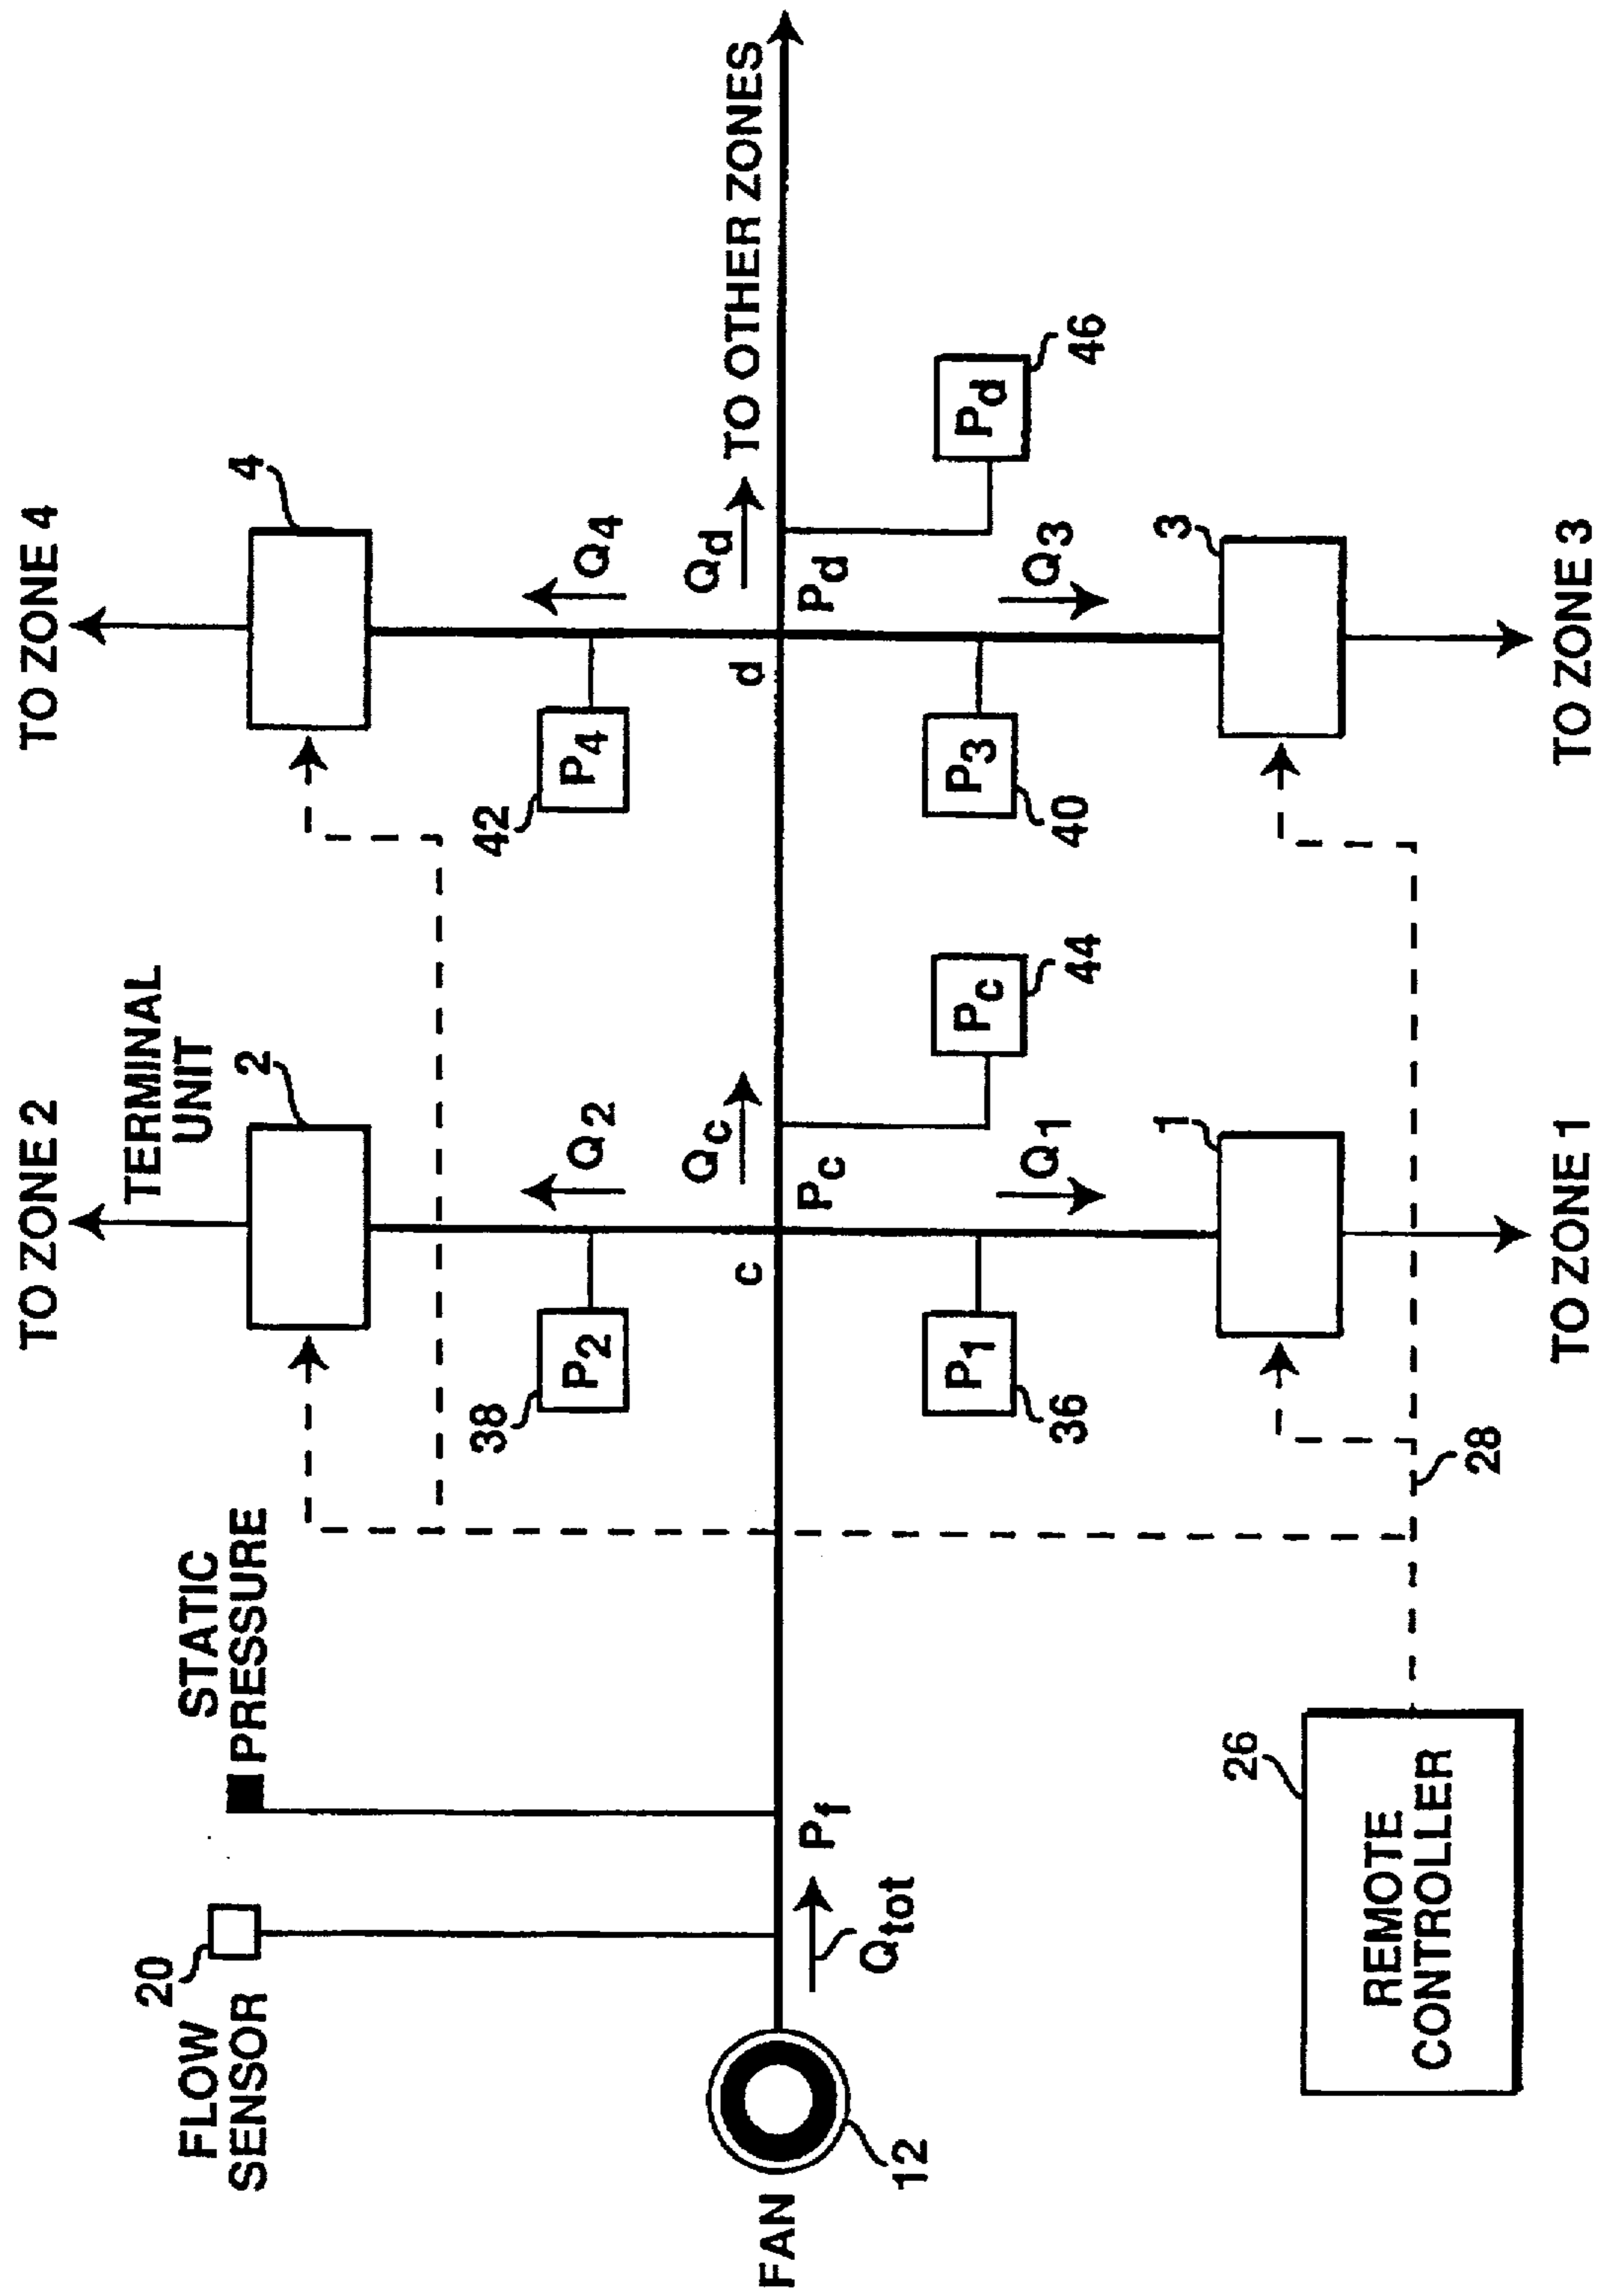 TO ZONE 2
TO ZONE 4
TERMINAL
UNIT
2
4
FLOW
SENSOR
20
STATIC
PRESSURE
38
P2
Q2
42
P4
Q4
FAN
12
Qtot
Pf
c
Qc
Pc
d
Qd
Pd
TO OTHER ZONES
36
P1
Q1
Pc
44
40
P3
Q3
Pd
46
REMOTE
CONTROLLER
26
28
1
3
TO ZONE 1
TO ZONE 3